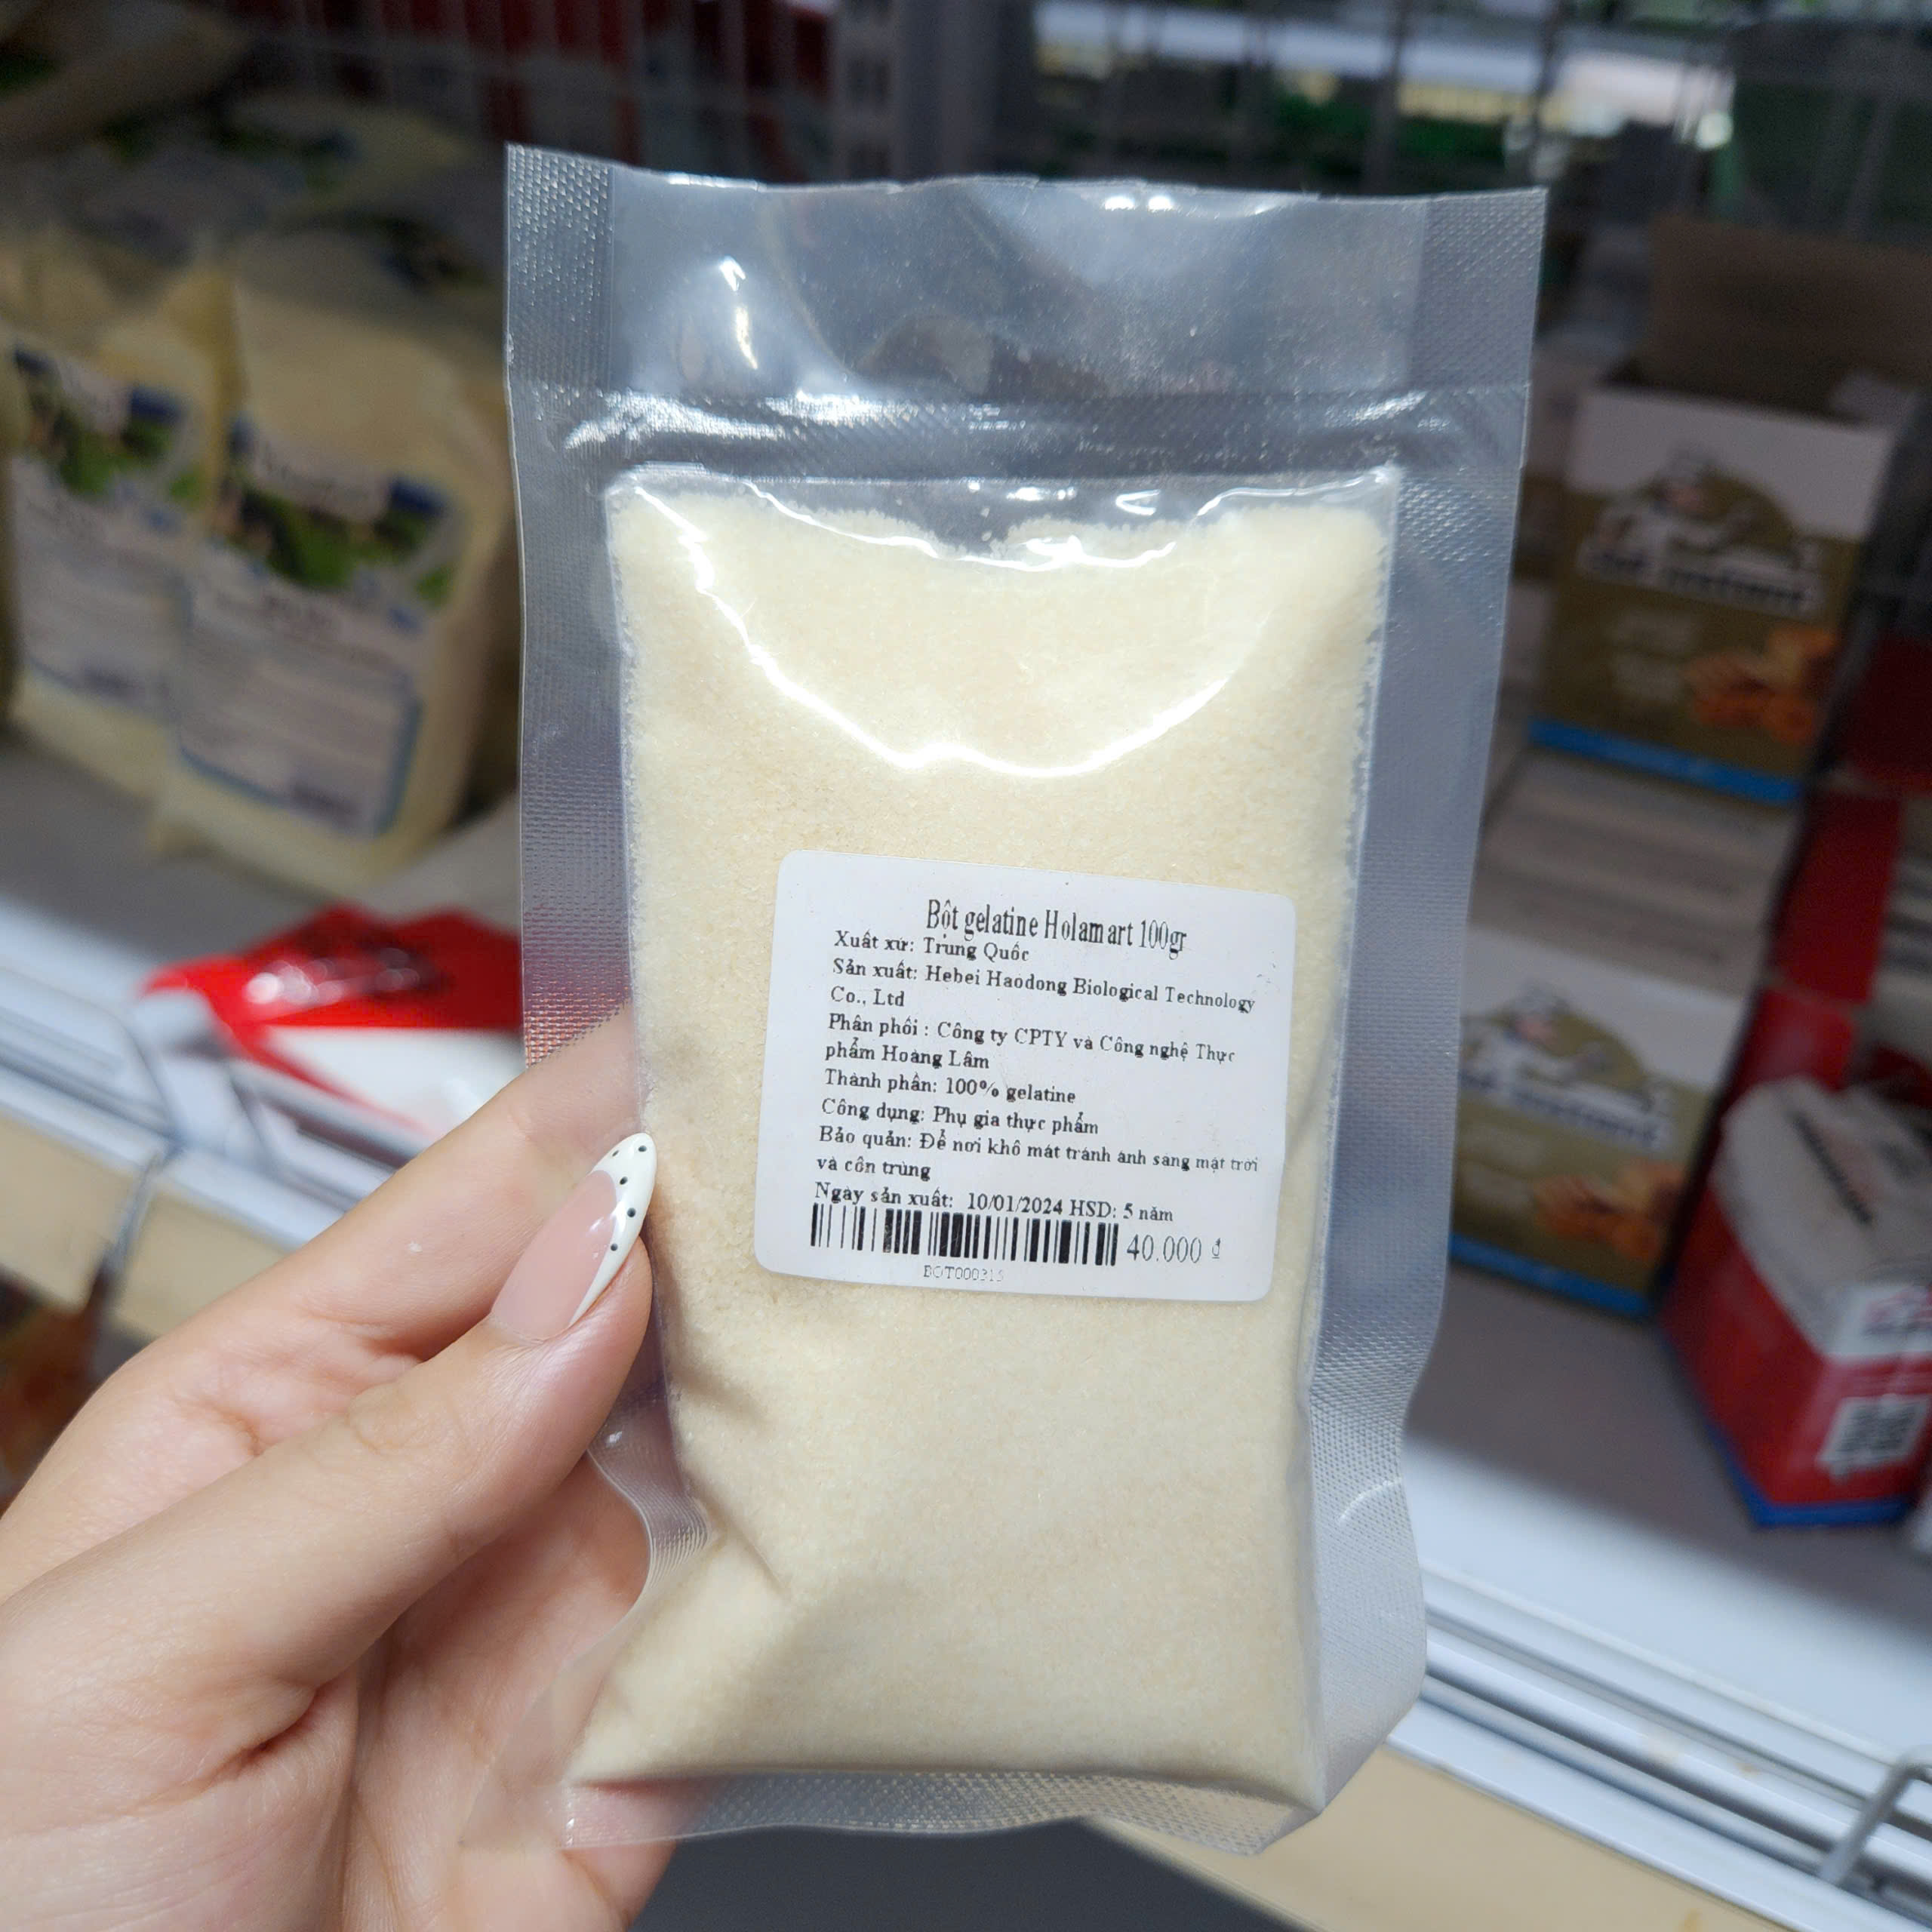 Bột gelatine Holamart 100gr
Xuất xứ: Trung Quốc
Sản xuất: Hebei Haodong Biological Technology
Co., Ltd
Phân phối : Công ty CPTY và Công nghệ Thực
phẩm Hoàng Lâm
Thành phần: 100% gelatine
Công dụng: Phụ gia thực phẩm
Bảo quản: Để nơi khô mát tránh ánh sáng mặt trời
và côn trùng
Ngày sản xuất: 10/01/2024 HSD: 5 năm
40.000 đ
BOT000315